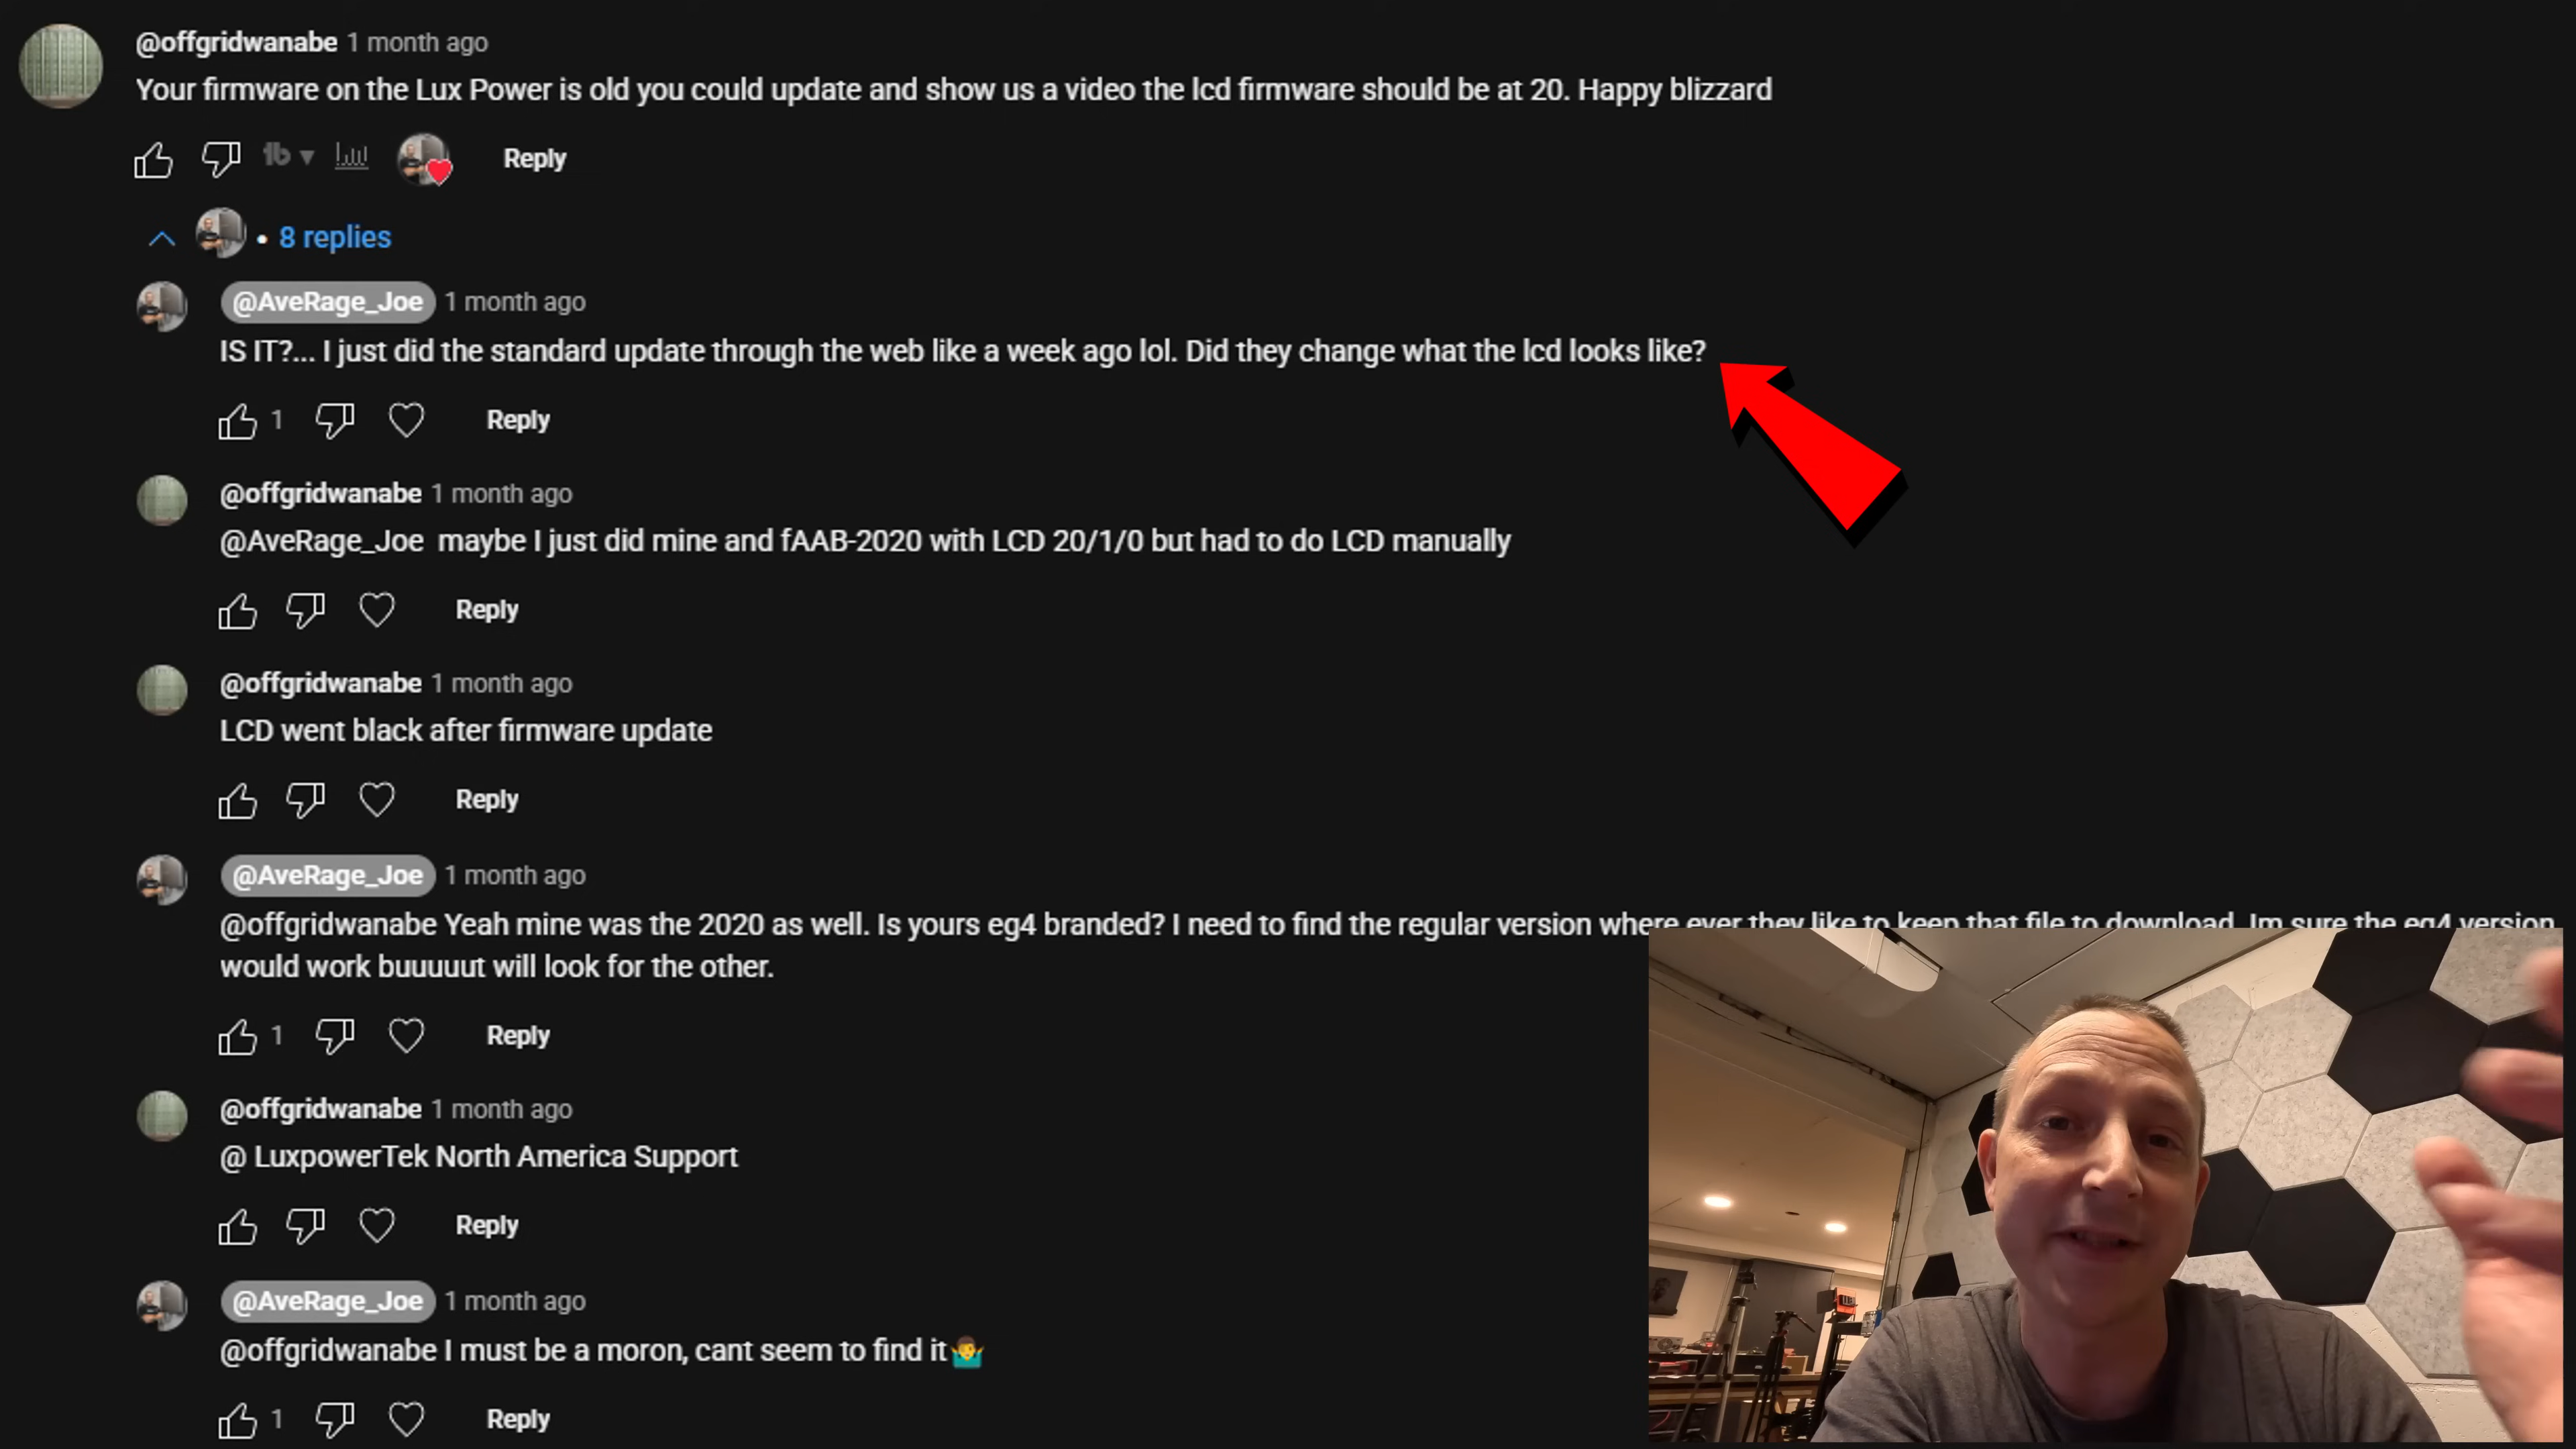 @offgridwanabe 1 month ago
Your firmware on the Lux Power is old you could update and show us a video the lcd firmware should be at 20. Happy blizzard
Reply
8 replies
@AveRage_Joe 1 month ago
IS IT?... I just did the standard update through the web like a week ago lol. Did they change what the lcd looks like?
1 Reply
@offgridwanabe 1 month ago
@AveRage_Joe maybe I just did mine and fAAB-2020 with LCD 20/1/0 but had to do LCD manually
Reply
@offgridwanabe 1 month ago
LCD went black after firmware update
Reply
@AveRage_Joe 1 month ago
@offgridwanabe Yeah mine was the 2020 as well. Is yours eg4 branded? I need to find the regular version where ever they like to keep that file to download. Im sure the eg4 version
would work buuuuut will look for the other.
1 Reply
@offgridwanabe 1 month ago
@ LuxpowerTek North America Support
Reply
@AveRage_Joe 1 month ago
@offgridwanabe I must be a moron, cant seem to find it🤷‍♂️
1 Reply